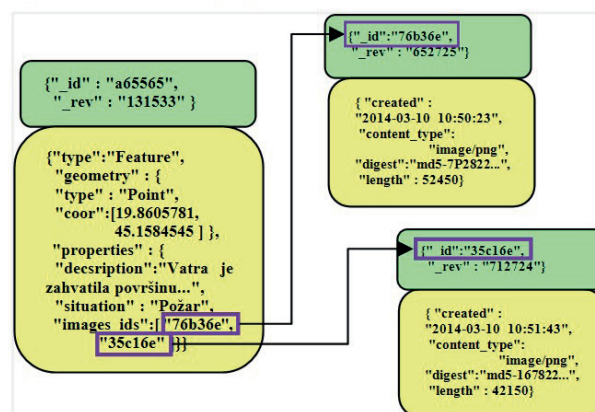 {"_id" : "a65565",
"_rev" : "131533" }
{"type":"Feature",
"geometry" : {
"type" : "Point",
"coor":[19.8605781,
45.1584545 ] },
"properties" : {
"decsription":"Vatra je
zahvatila površinu...",
"situation" : "Požar",
"images_ids":[ "76b36e",
"35c16e" ]}}
{"_id":"76b36e",
"_rev" : "652725"}
{ "created" :
"2014-03-10 10:50:23",
"content_type":
"image/png",
"digest":"md5-7P2822...",
"length" : 52450}
{"_id":"35c16e",
"_rev" : "712724"}
{ "created" :
"2014-03-10 10:51:43",
"content_type":
"image/png",
"digest":"md5-167822...",
"length" : 42150}